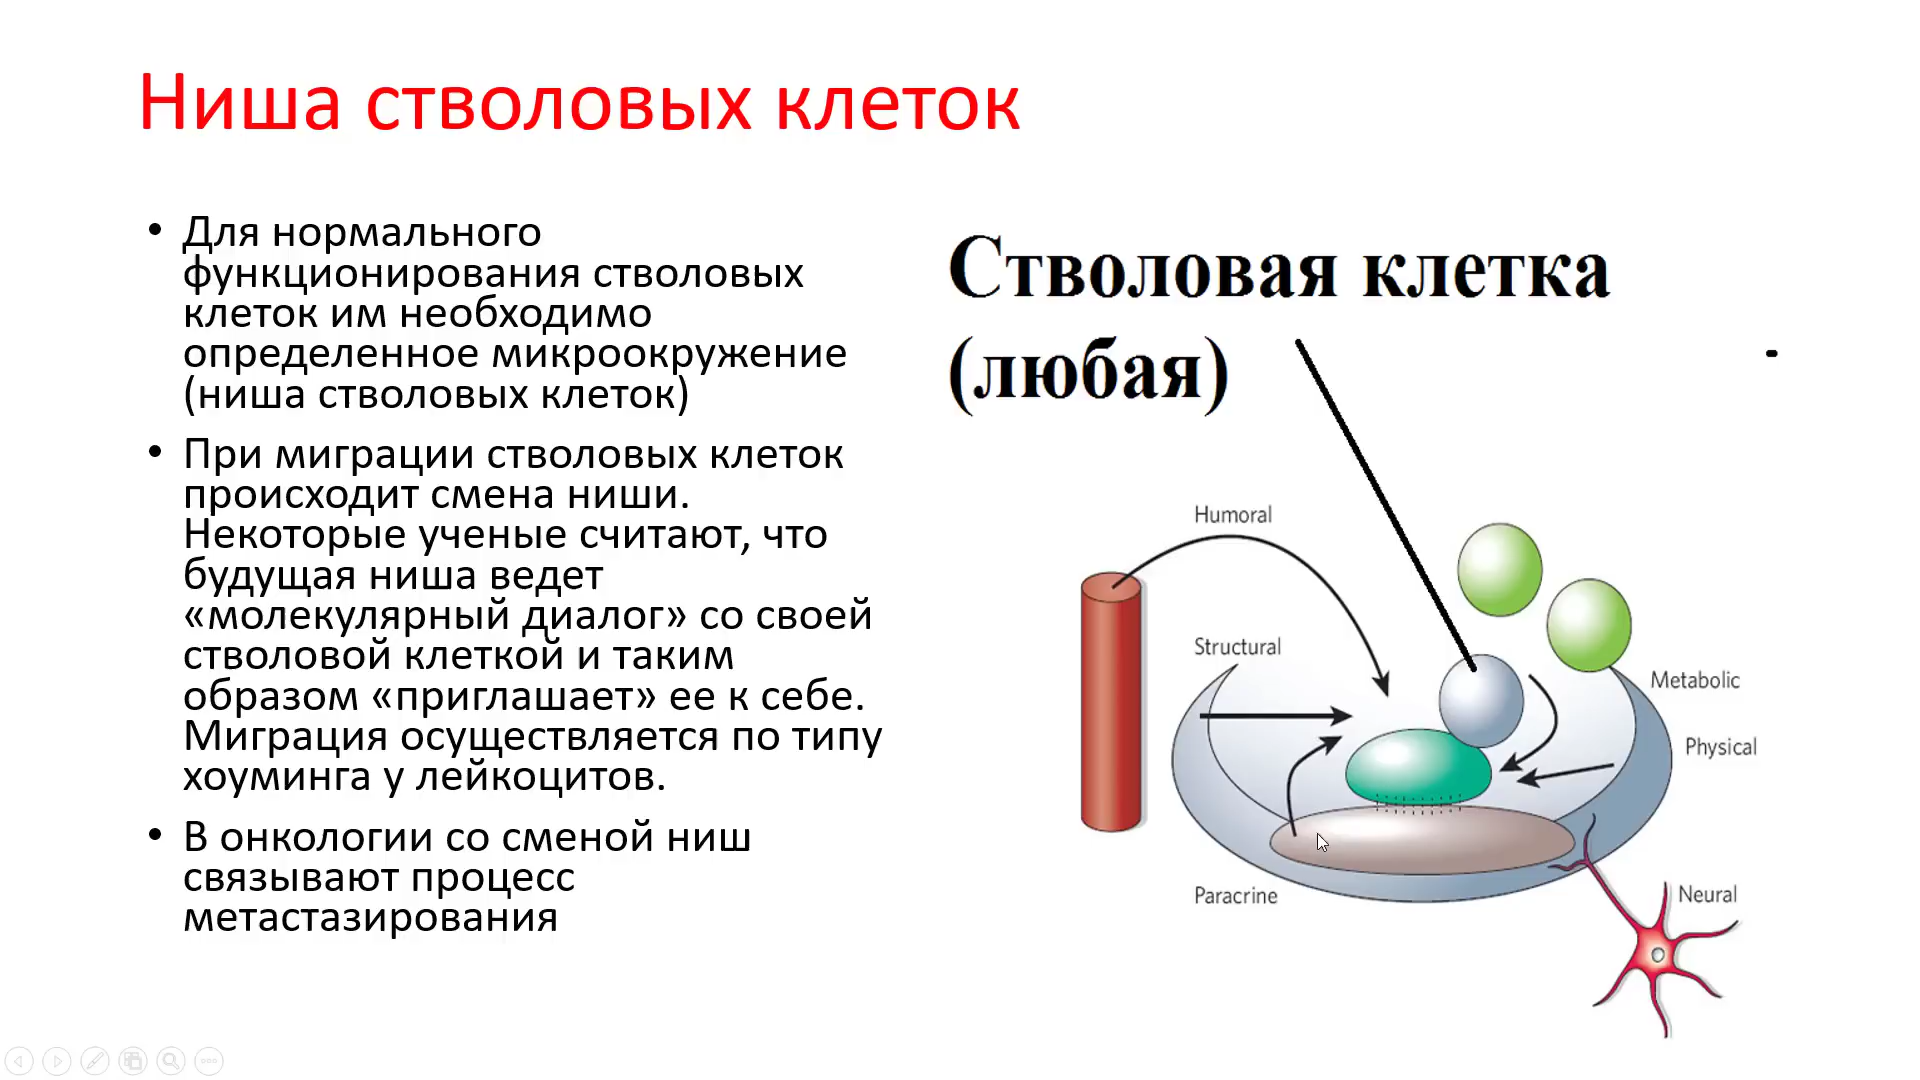 Ниша стволовых клеток
• Для нормального
функционирования стволовых
клеток им необходимо
определенное микроокружение
(ниша стволовых клеток)
• При миграции стволовых клеток
происходит смена ниши.
Некоторые ученые считают, что
будущая ниша ведет
«молекулярный диалог» со своей
стволовой клеткой и таким
образом «приглашает» ее к себе.
Миграция осуществляется по типу
хоуминга у лейкоцитов.
• В онкологии со сменой ниш
связывают процесс
метастазирования
Стволовая клетка
(любая)
Humoral
Structural
Metabolic
Physical
Paracrine
Neural